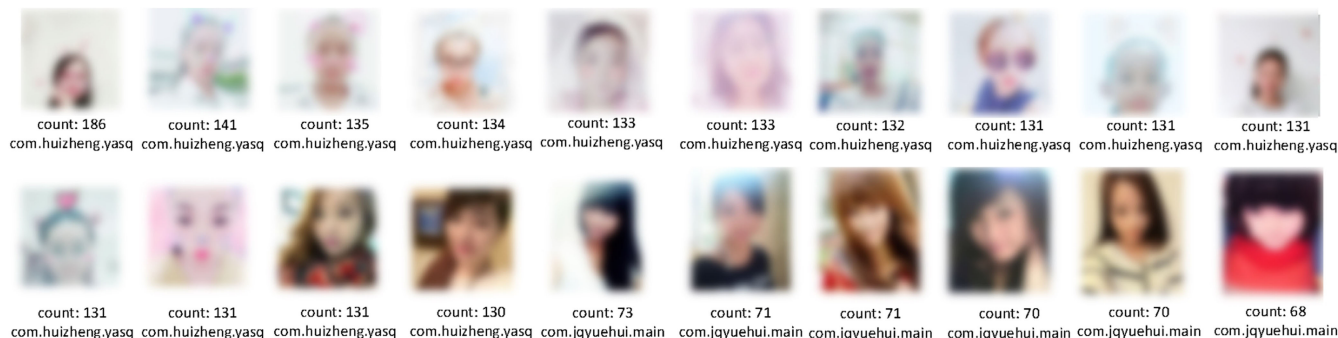 count: 186 count: 141 count: 135 count: 134 count: 133 count: 133 count: 132 count: 131 count: 131 count: 131
com.huizheng.yasq com.huizheng.yasq com.huizheng.yasq com.huizheng.yasq com.huizheng.yasq com.huizheng.yasq com.huizheng.yasq com.huizheng.yasq com.huizheng.yasq com.huizheng.yasq
count: 131 count: 131 count: 131 count: 130 count: 73 count: 71 count: 71 count: 70 count: 70 count: 68
com.huizheng.yasq com.huizheng.yasq com.huizheng.yasq com.huizheng.yasq com.jqyuehui.main com.jqyuehui.main com.jqyuehui.main com.jqyuehui.main com.jqyuehui.main com.jqyuehui.main